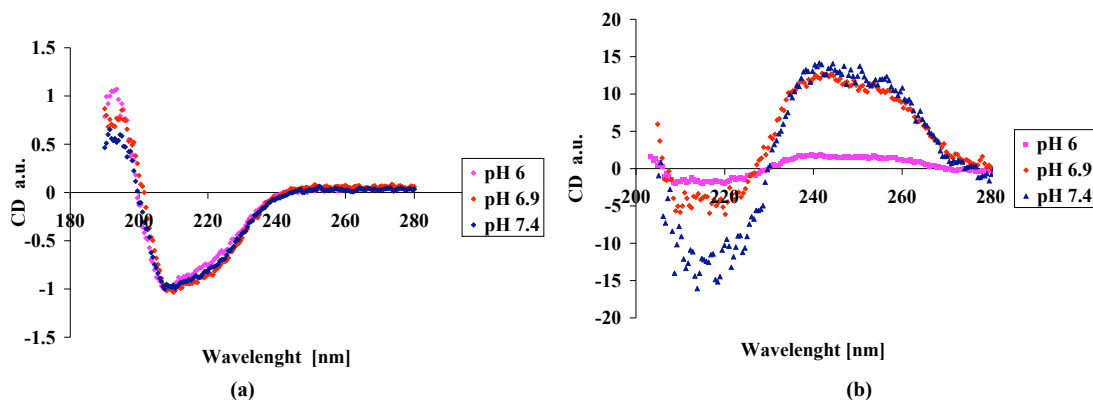 1.5
1
0.5
0
-0.5
-1
-1.5
180 200 220 240 260 280
CD a.u.
Wavelenght [nm]
pH 6
pH 6.9
pH 7.4
(a)
20
15
10
5
0
-5
-10
-15
-20
200 220 240 260 280
CD a.u.
Wavelenght [nm]
pH 6
pH 6.9
pH 7.4
(b)